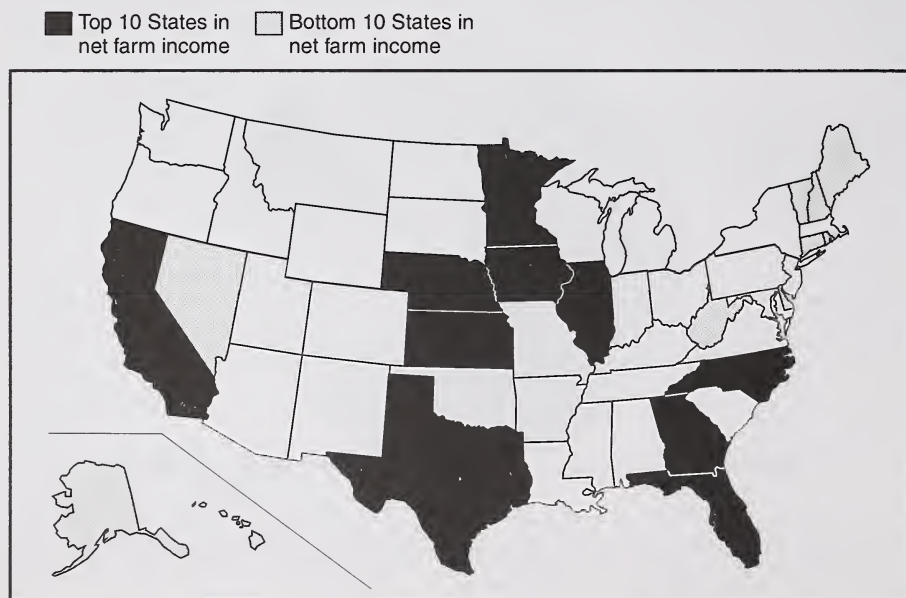 Top 10 States in
net farm income
Bottom 10 States in
net farm income